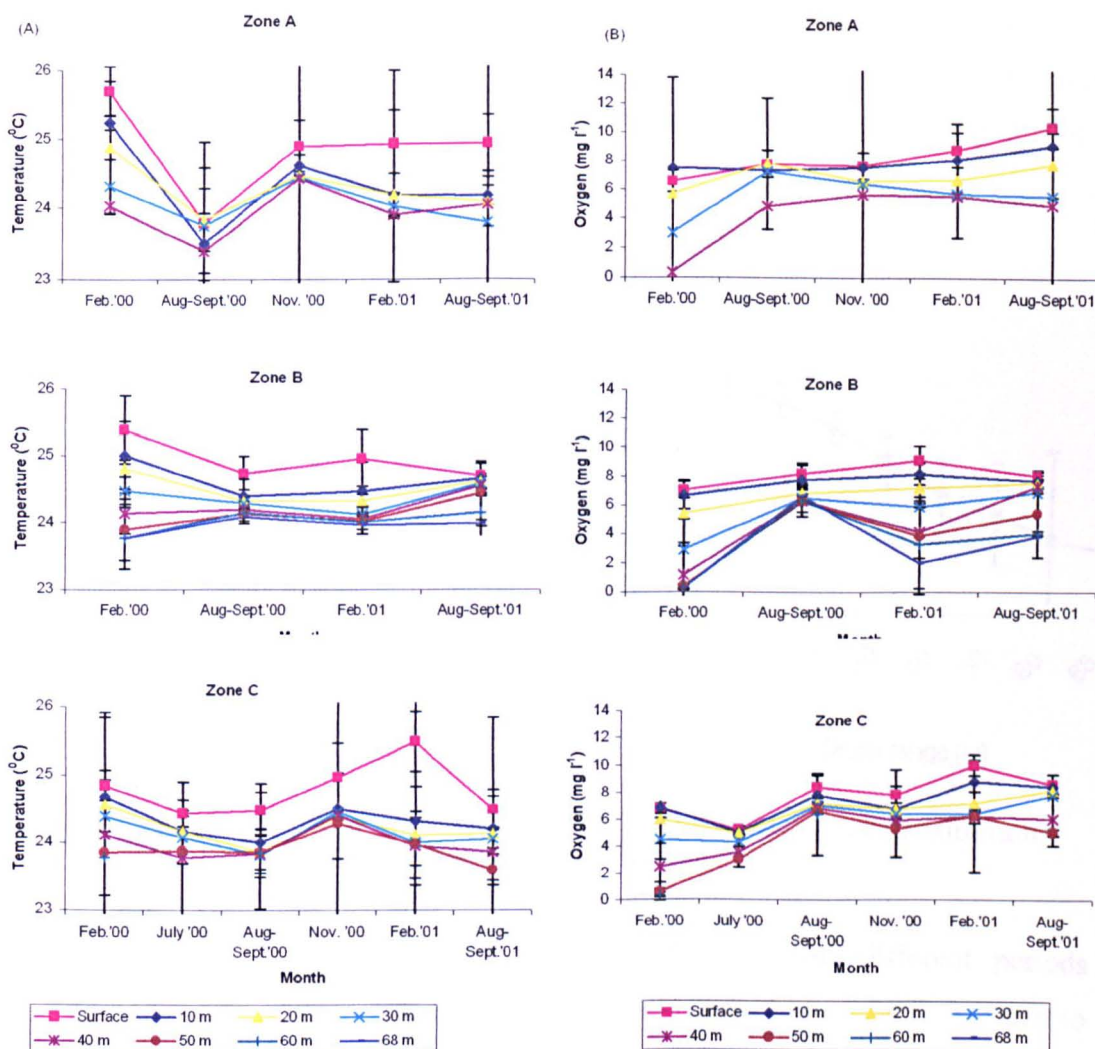 (A)
Zone A
Temperature (⁰C)
26
25
24
23
Feb.'00 Aug-Sept.'00 Nov. '00 Feb.'01 Aug-Sept.'01
(B)
Zone A
Oxygen (mg l⁻¹)
14
12
10
8
6
4
2
0
Feb.'00 Aug-Sept.'00 Nov. '00 Feb.'01 Aug-Sept.'01
Zone B
Temperature (⁰C)
26
25
24
23
Feb.'00 Aug-Sept.'00 Feb.'01 Aug-Sept.'01
Zone B
Oxygen (mg l⁻¹)
14
12
10
8
6
4
2
0
Feb.'00 Aug-Sept.'00 Feb.'01 Aug-Sept.'01
Month
Zone C
Temperature (⁰C)
26
25
24
23
Feb.'00 July '00 Aug-Sept.'00 Nov. '00 Feb.'01 Aug-Sept.'01
Month
Zone C
Oxygen (mg l⁻¹)
14
12
10
8
6
4
2
0
Feb.'00 July '00 Aug-Sept.'00 Nov. '00 Feb.'01 Aug-Sept.'01
Month
Surface 10 m 20 m 30 m
40 m 50 m 60 m 68 m
Surface 10 m 20 m 30 m
40 m 50 m 60 m 68 m